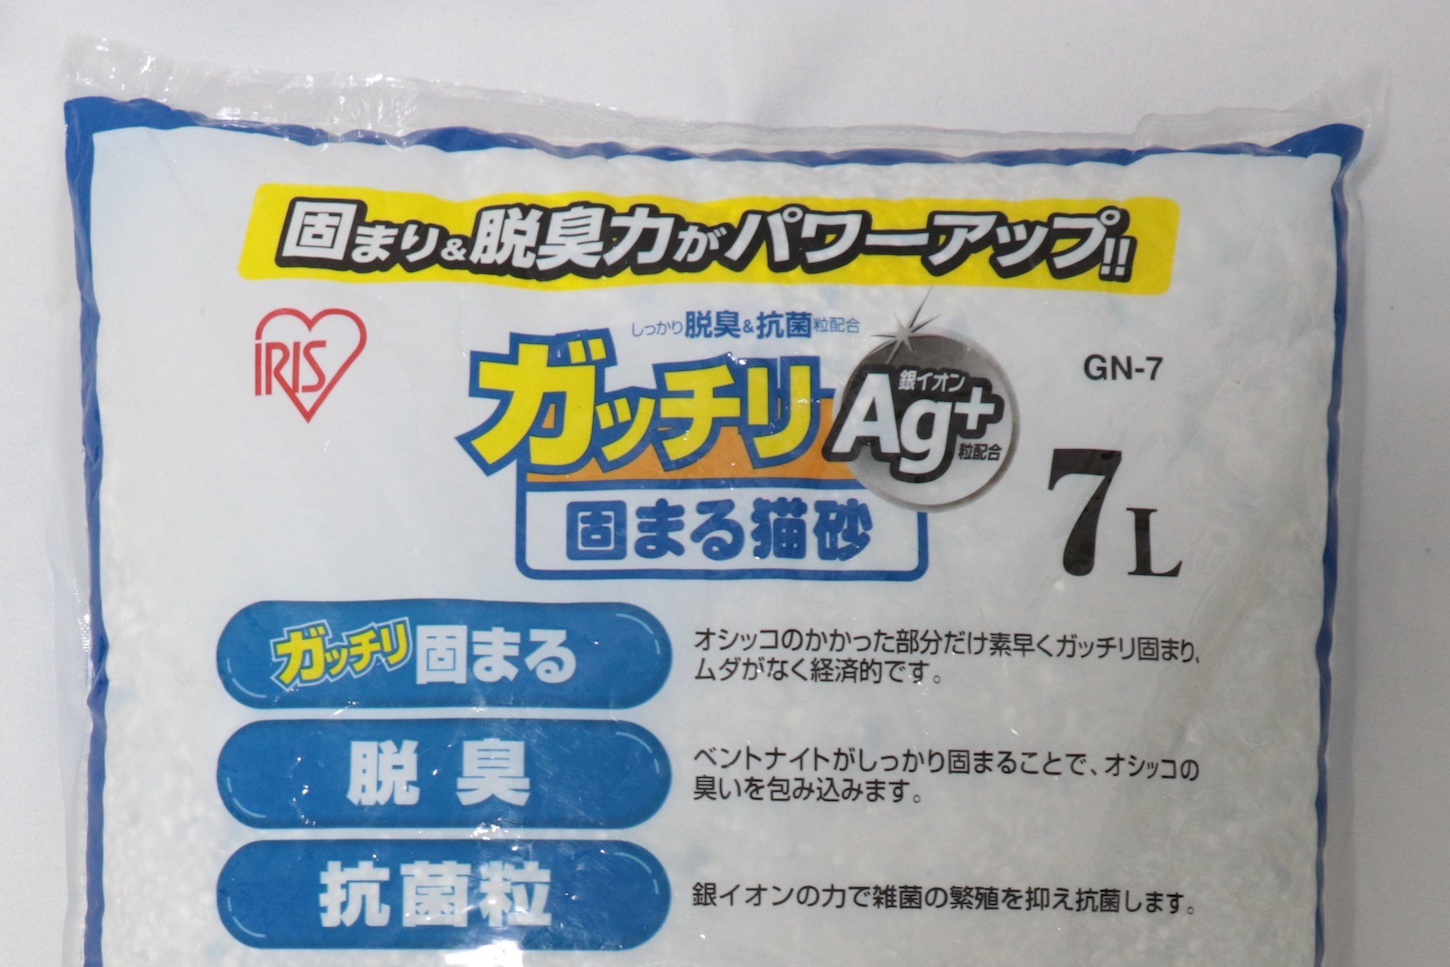 固まり&脱臭力がパワーアップ!!
IRIS
しっかり脱臭&抗菌粒配合
ガッチリ
銀イオン
Ag+
粒配合
固まる猫砂
GN-7
7L
ガッチリ固まる
オシッコのかかった部分だけ素早くガッチリ固まり、
ムダがなく経済的です。
脱臭
ベントナイトがしっかり固まることで、オシッコの
臭いを包み込みます。
抗菌粒
銀イオンの力で雑菌の繁殖を抑え抗菌します。